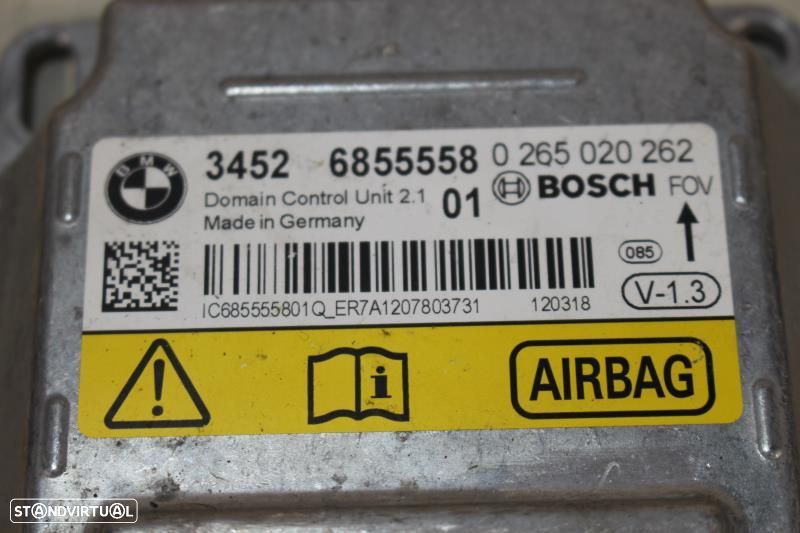 BMW
3452 6855558 0 265 020 262
Domain Control Unit 2.1 01 BOSCH FOV
Made in Germany
085
IC685555801Q_ER7A1207803731 120318
V-1.3
i
AIRBAG
STANDVIRTUAL